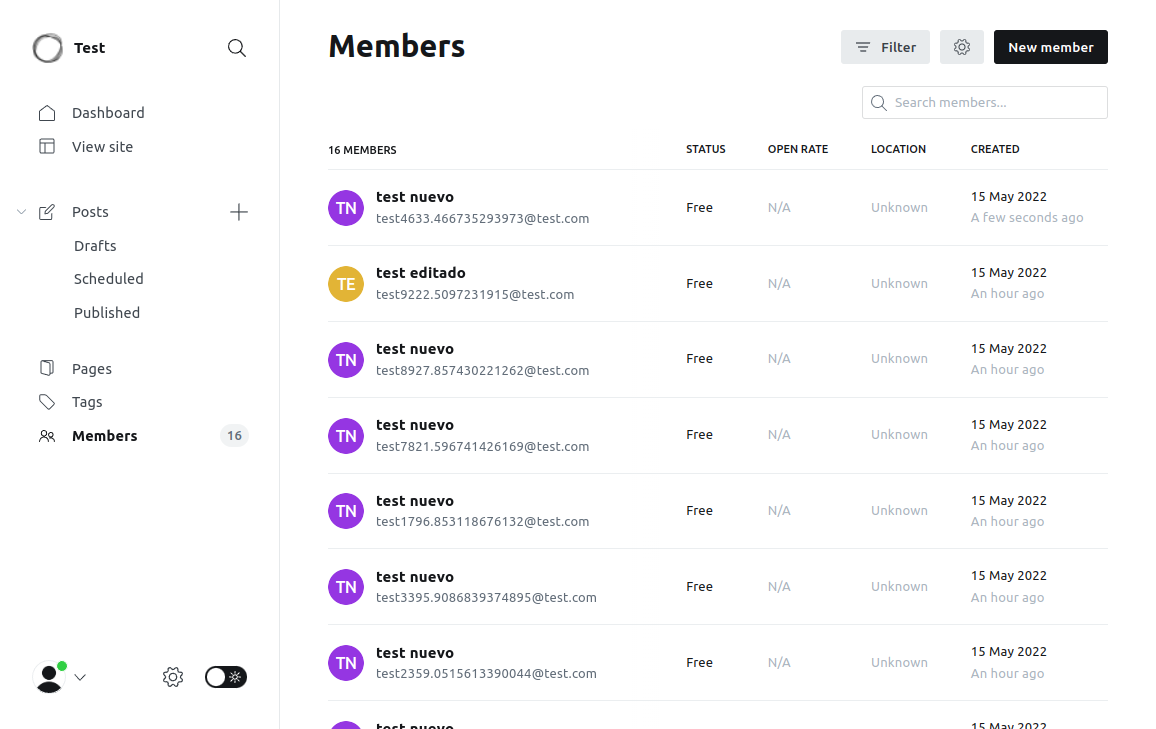 Test
Dashboard
View site
Posts
Drafts
Scheduled
Published
Pages
Tags
Members 16
Members
Filter
New member
Search members...
16 MEMBERS STATUS OPEN RATE LOCATION CREATED
TN test nuevo test4633.466735293973@test.com Free N/A Unknown 15 May 2022 A few seconds ago
TE test editado test9222.5097231915@test.com Free N/A Unknown 15 May 2022 An hour ago
TN test nuevo test8927.857430221262@test.com Free N/A Unknown 15 May 2022 An hour ago
TN test nuevo test7821.596741426169@test.com Free N/A Unknown 15 May 2022 An hour ago
TN test nuevo test1796.853118676132@test.com Free N/A Unknown 15 May 2022 An hour ago
TN test nuevo test3395.9086839374895@test.com Free N/A Unknown 15 May 2022 An hour ago
TN test nuevo test2359.0515613390044@test.com Free N/A Unknown 15 May 2022 An hour ago
test nuevo 15 May 2022